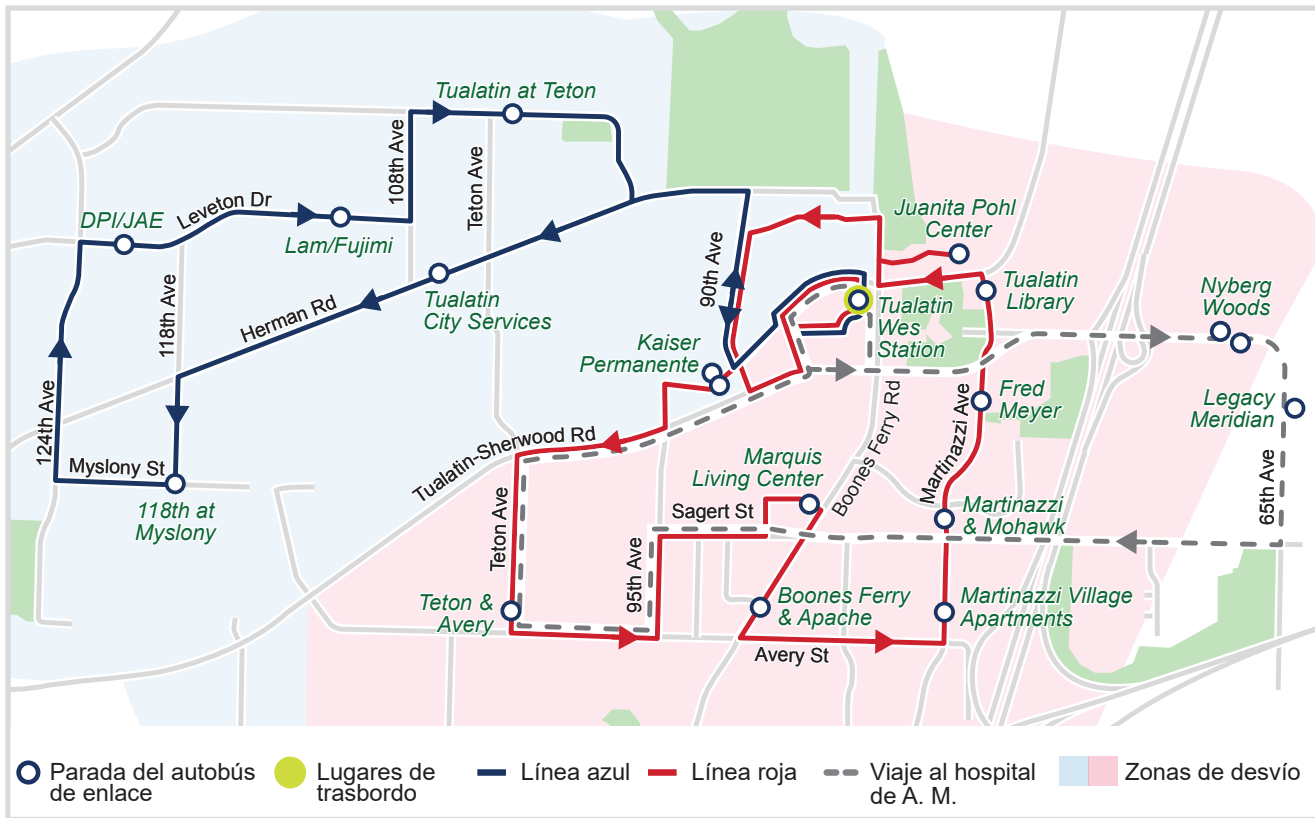 Tualatin at Teton
108th Ave
Teton Ave
DPI/JAE
Leveton Dr
Lam/Fujimi
118th Ave
Herman Rd
Tualatin
City Services
124th Ave
Myslony St
118th at
Myslony
90th Ave
Juanita Pohl
Center
Tualatin
Library
Tualatin
Wes
Station
Nyberg
Woods
Kaiser
Permanente
Fred
Meyer
Legacy
Meridian
Tualatin-Sherwood Rd
Boones Ferry Rd
Martinazzi Ave
Marquis
Living Center
Sagert St
Martinazzi
& Mohawk
65th Ave
Teton Ave
95th Ave
Teton &
Avery
Boones Ferry
& Apache
Martinazzi Village
Apartments
Avery St
Parada del autobús
de enlace
Lugares de
trasbordo
Línea azul
Línea roja
Viaje al hospital
de A. M.
Zonas de desvío